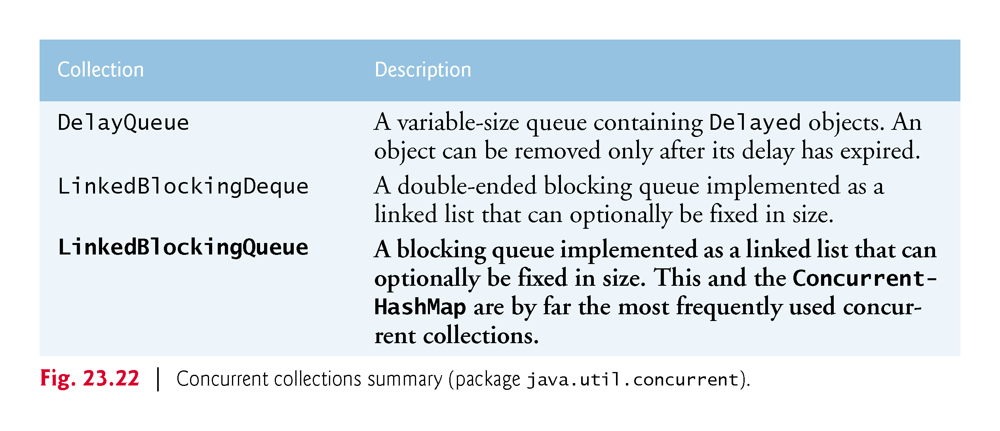 Collection Description
DelayQueue A variable-size queue containing Delayed objects. An
object can be removed only after its delay has expired.
LinkedBlockingDeque A double-ended blocking queue implemented as a
linked list that can optionally be fixed in size.
LinkedBlockingQueue A blocking queue implemented as a linked list that can
optionally be fixed in size. This and the Concurrent-
HashMap are by far the most frequently used concur-
rent collections.
Fig. 23.22 | Concurrent collections summary (package java.util.concurrent).